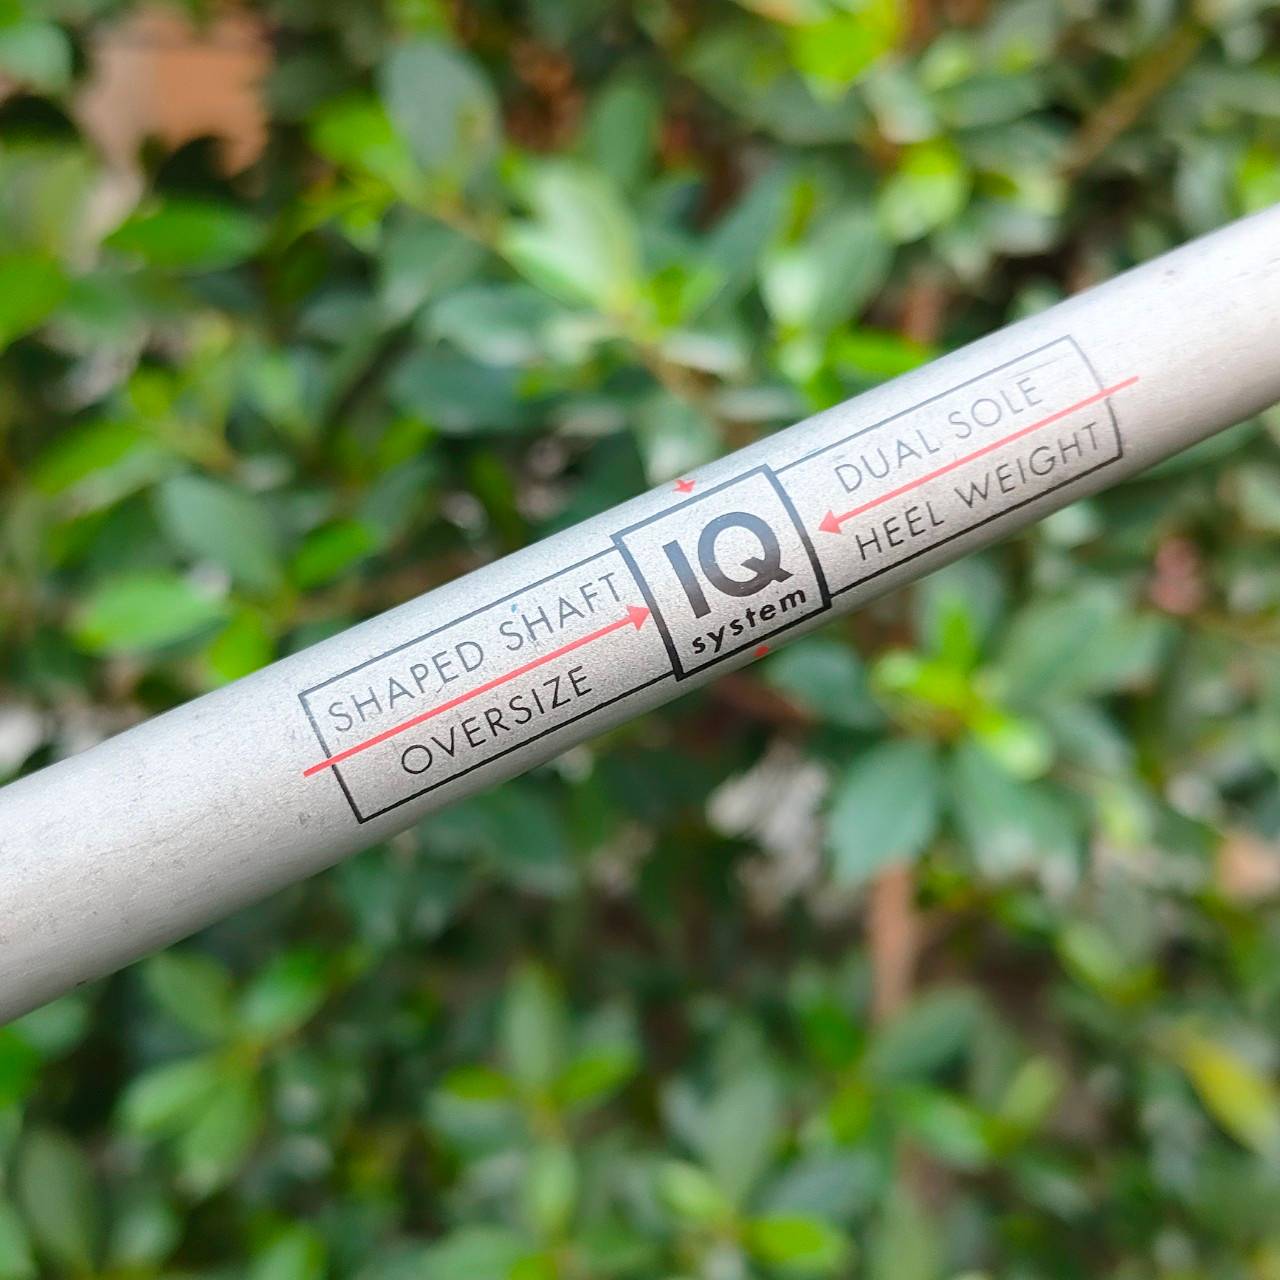 SHAPED SHAFT
OVERSIZE
IQ
system
DUAL SOLE
HEEL WEIGHT